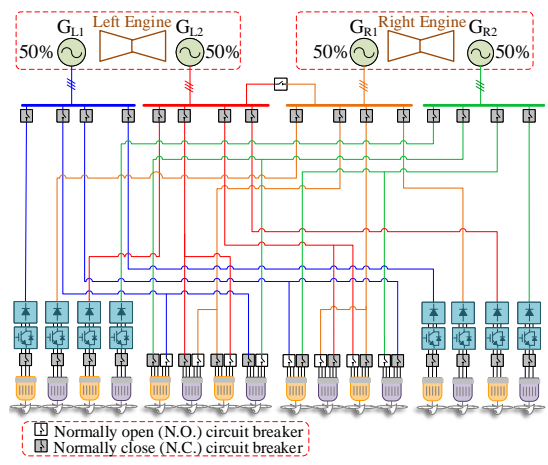 Left Engine
Right Engine
G_L1
G_L2
G_R1
G_R2
50%
50%
50%
50%
Normally open (N.O.) circuit breaker
Normally close (N.C.) circuit breaker